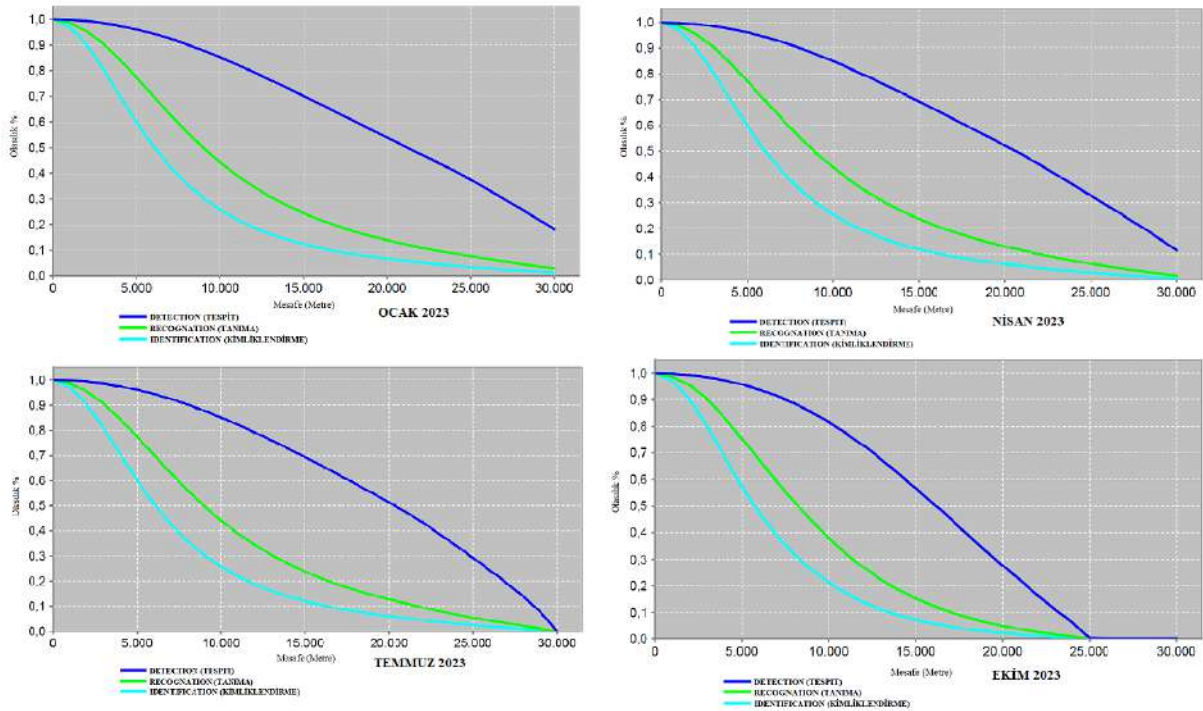 1,0
0,9
0,8
0,7
0,6
0,5
0,4
0,3
0,2
0,1
0,0
Olasılık %
0 5.000 10.000 15.000 20.000 25.000 30.000
Mesafe (Metre)
OCAK 2023
DETECTION (TESPİT)
RECOGNATION (TANIMA)
IDENTIFICATION (KİMLİKLENDİRME)
1,0
0,9
0,8
0,7
0,6
0,5
0,4
0,3
0,2
0,1
0,0
Olasılık %
0 5.000 10.000 15.000 20.000 25.000 30.000
Mesafe (Metre)
NİSAN 2023
DETECTION (TESPİT)
RECOGNATION (TANIMA)
IDENTIFICATION (KİMLİKLENDİRME)
1,0
0,9
0,8
0,7
0,6
0,5
0,4
0,3
0,2
0,1
0,0
Olasılık %
0 5.000 10.000 15.000 20.000 25.000 30.000
Mesafe (Metre)
TEMMUZ 2023
DETECTION (TESPİT)
RECOGNATION (TANIMA)
IDENTIFICATION (KİMLİKLENDİRME)
1,0
0,9
0,8
0,7
0,6
0,5
0,4
0,3
0,2
0,1
0,0
Olasılık %
0 5.000 10.000 15.000 20.000 25.000 30.000
Mesafe (Metre)
EKİM 2023
DETECTION (TESPİT)
RECOGNATION (TANIMA)
IDENTIFICATION (KİMLİKLENDİRME)